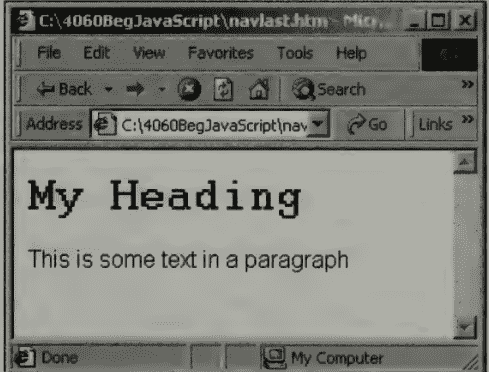 C:\4060BegJavaScript\navlast.htm - Micr
File Edit View Favorites Tools Help
Back Search »
Address C:\4060BegJavaScript\nav Go Links »
My Heading
This is some text in a paragraph
Done My Computer